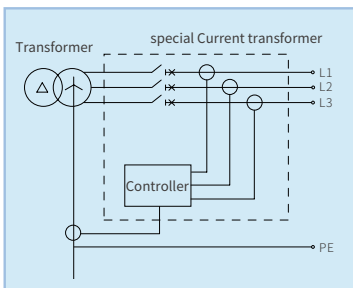 special Current transformer
Transformer
L1
L2
L3
Controller
PE